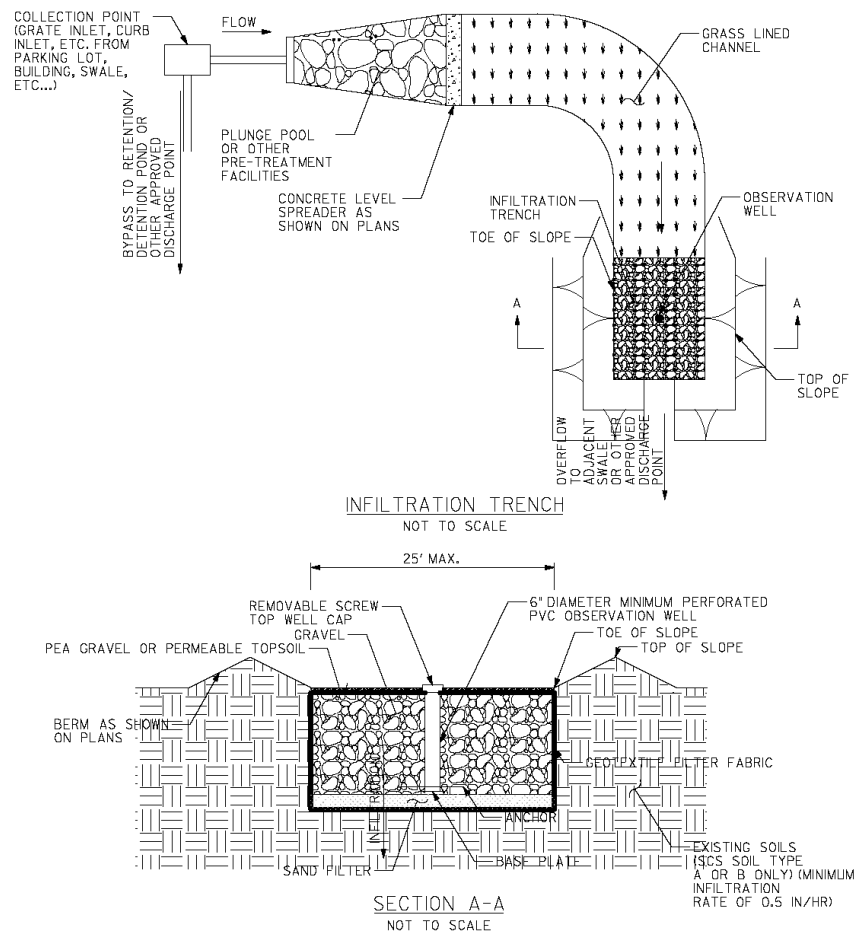 COLLECTION POINT
(GRATE INLET, CURB
INLET, ETC. FROM
PARKING LOT,
BUILDING, SWALE,
ETC...)
FLOW
GRASS LINED
CHANNEL
BYPASS TO RETENTION/
DETENTION POND OR
OTHER APPROVED
DISCHARGE POINT
PLUNGE POOL
OR OTHER
PRE-TREATMENT
FACILITIES
CONCRETE LEVEL
SPREADER AS
SHOWN ON PLANS
INFILTRATION
TRENCH
OBSERVATION
WELL
TOE OF SLOPE
A
A
TOP OF
SLOPE
OVERFLOW
TO
ADJACENT
SWALE
OR OTHER
APPROVED
DISCHARGE
POINT
INFILTRATION TRENCH
NOT TO SCALE
25' MAX.
REMOVABLE SCREW
TOP WELL CAP
GRAVEL
PEA GRAVEL OR PERMEABLE TOPSOIL
6" DIAMETER MINIMUM PERFORATED
PVC OBSERVATION WELL
TOE OF SLOPE
TOP OF SLOPE
BERM AS SHOWN
ON PLANS
GEOTEXTILE FILTER FABRIC
INFILTRATION
ANCHOR
BASE PLATE
SAND FILTER
EXISTING SOILS
(SCS SOIL TYPE
A OR B ONLY) (MINIMUM
INFILTRATION
RATE OF 0.5 IN/HR)
SECTION A-A
NOT TO SCALE